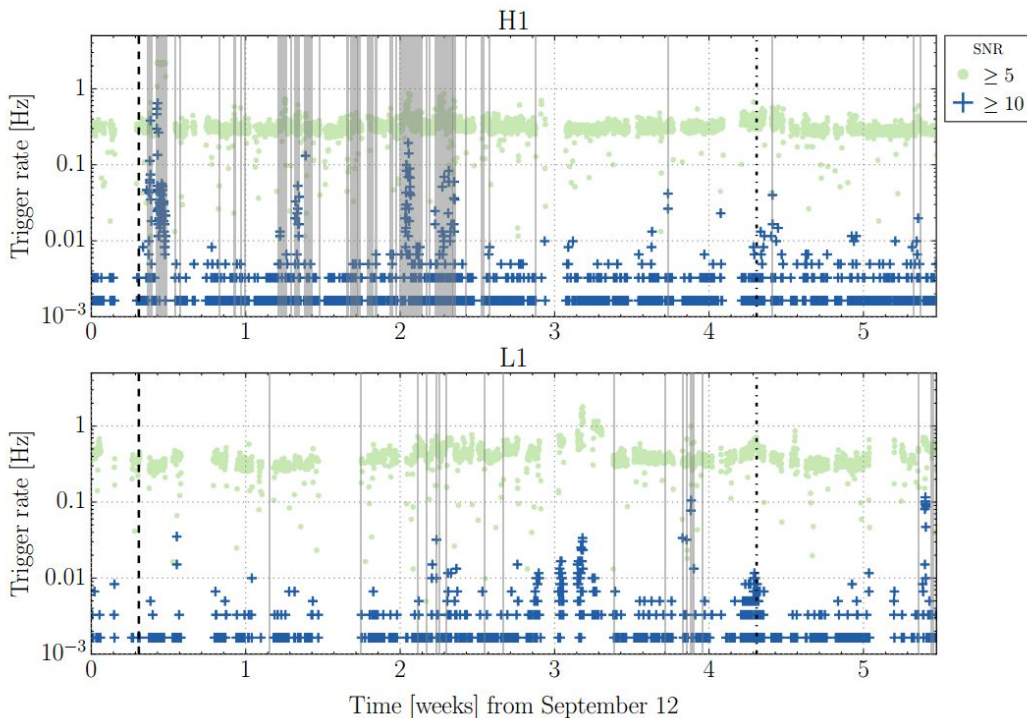 H1
SNR
≥ 5
≥ 10
Trigger rate [Hz]
1
0.1
0.01
10⁻³
0 1 2 3 4 5
L1
Trigger rate [Hz]
1
0.1
0.01
10⁻³
0 1 2 3 4 5
Time [weeks] from September 12